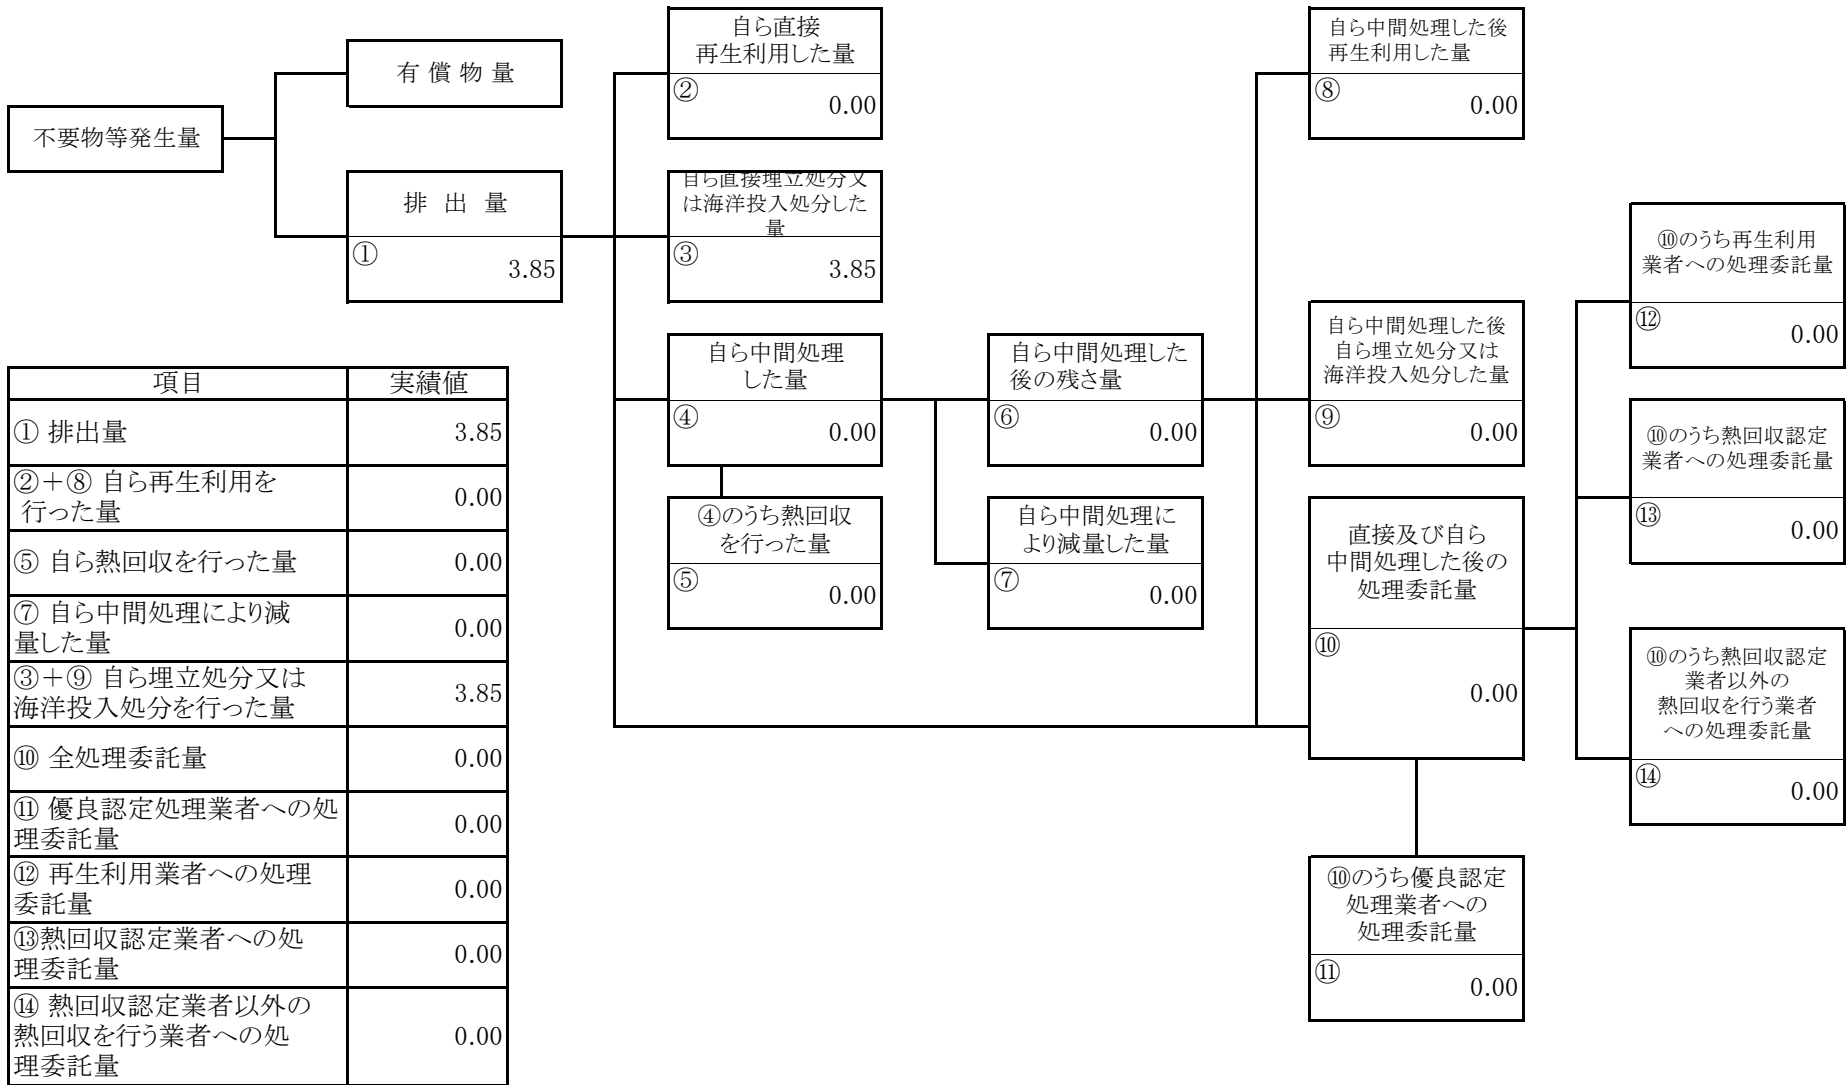 不要物等発生量
有 償 物 量
排 出 量
①
3.85
自ら直接
再生利用した量
②
0.00
自ら直接埋立処分又
は海洋投入処分した
量
③
3.85
自ら中間処理
した量
④
0.00
④のうち熱回収
を行った量
⑤
0.00
自ら中間処理した
後の残さ量
⑥
0.00
自ら中間処理に
より減量した量
⑦
0.00
自ら中間処理した後
再生利用した量
⑧
0.00
自ら中間処理した後
自ら埋立処分又は
海洋投入処分した量
⑨
0.00
直接及び自ら
中間処理した後の
処理委託量
⑩
0.00
⑩のうち優良認定
処理業者への
処理委託量
⑪
0.00
⑩のうち再生利用
業者への処理委託量
⑫
0.00
⑩のうち熱回収認定
業者への処理委託量
⑬
0.00
⑩のうち熱回収認定
業者以外の
熱回収を行う業者
への処理委託量
⑭
0.00
項目 実績値
① 排出量 3.85
②+⑧ 自ら再生利用を
行った量
0.00
⑤ 自ら熱回収を行った量 0.00
⑦ 自ら中間処理により減
量した量
0.00
③+⑨ 自ら埋立処分又は
海洋投入処分を行った量
3.85
⑩ 全処理委託量 0.00
⑪ 優良認定処理業者への処
理委託量
0.00
⑫ 再生利用業者への処理
委託量
0.00
⑬熱回収認定業者への処
理委託量
0.00
⑭ 熱回収認定業者以外の
熱回収を行う業者への処
理委託量
0.00